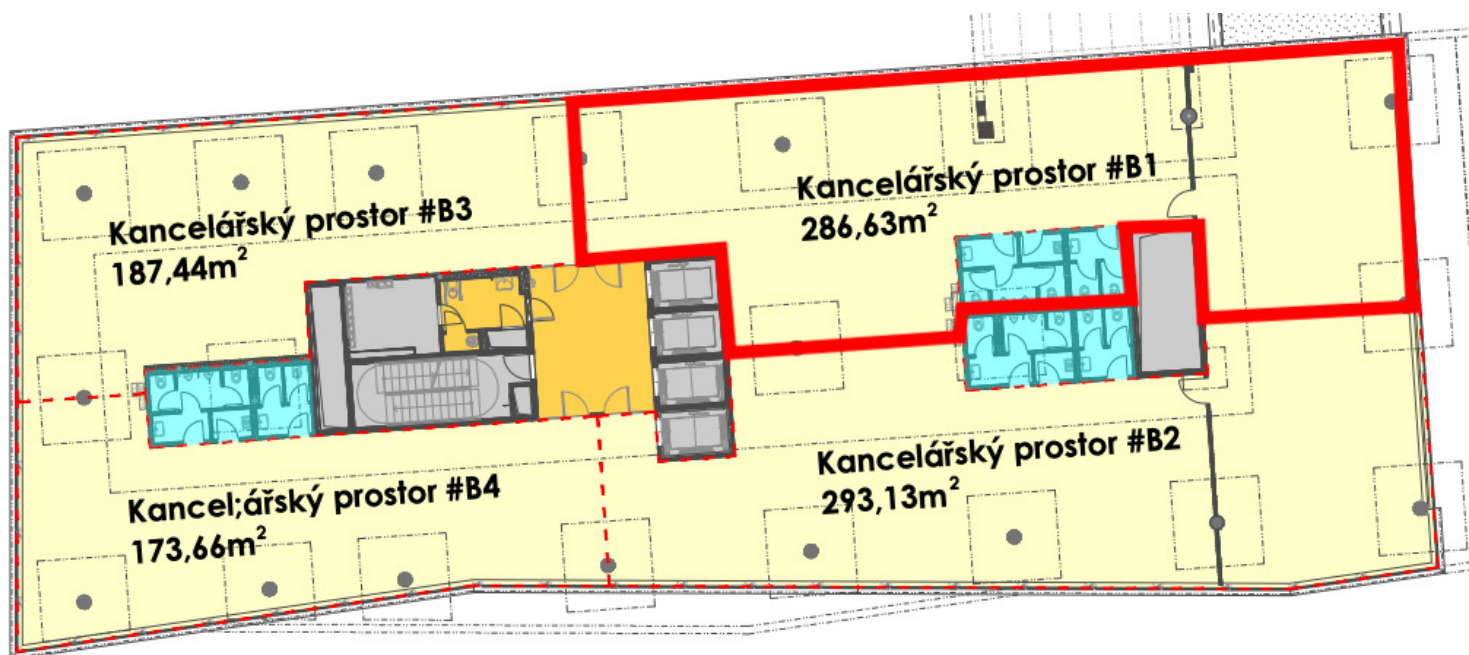 Kancelářský prostor #B1
286,63m²
Kancelářský prostor #B3
187,44m²
Kancelářský prostor #B2
293,13m²
Kancel;ářský prostor #B4
173,66m²